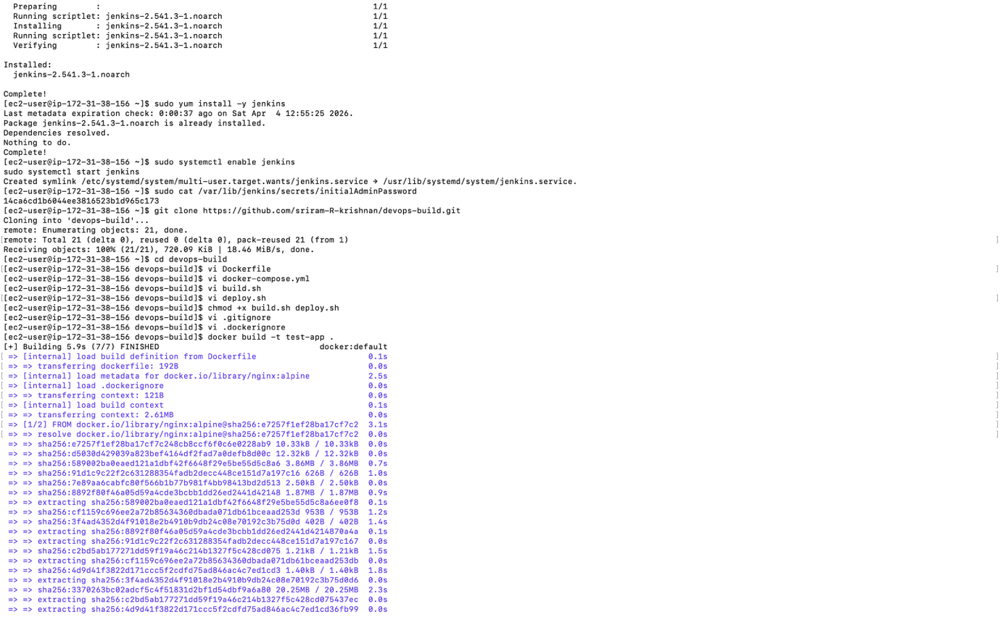 Preparing        :                                                         1/1
Running scriptlet: jenkins-2.541.3-1.noarch                                1/1
Installing       : jenkins-2.541.3-1.noarch                                1/1
Running scriptlet: jenkins-2.541.3-1.noarch                                1/1
Verifying        : jenkins-2.541.3-1.noarch                                1/1
Installed:
jenkins-2.541.3-1.noarch
Complete!
[ec2-user@ip-172-31-38-156 ~]$ sudo yum install -y jenkins
Last metadata expiration check: 0:00:37 ago on Sat Apr  4 12:55:25 2026.
Package jenkins-2.541.3-1.noarch is already installed.
Dependencies resolved.
Nothing to do.
Complete!
[ec2-user@ip-172-31-38-156 ~]$ sudo systemctl enable jenkins
sudo systemctl start jenkins
Created symlink /etc/systemd/system/multi-user.target.wants/jenkins.service → /usr/lib/systemd/system/jenkins.service.
[ec2-user@ip-172-31-38-156 ~]$ sudo cat /var/lib/jenkins/secrets/initialAdminPassword
14ca6cd1b6044ee3816523b1d965c173
[ec2-user@ip-172-31-38-156 ~]$ git clone https://github.com/sriram-R-krishnan/devops-build.git
Cloning into 'devops-build'...
remote: Enumerating objects: 21, done.
[remote: Total 21 (delta 0), reused 0 (delta 0), pack-reused 21 (from 1) ]
Receiving objects: 100% (21/21), 720.09 KiB | 18.46 MiB/s, done.
[ec2-user@ip-172-31-38-156 ~]$ cd devops-build
[[ec2-user@ip-172-31-38-156 devops-build]$ vi Dockerfile ]
[ec2-user@ip-172-31-38-156 devops-build]$ vi docker-compose.yml
[ec2-user@ip-172-31-38-156 devops-build]$ vi build.sh
[[ec2-user@ip-172-31-38-156 devops-build]$ vi deploy.sh ]
[ec2-user@ip-172-31-38-156 devops-build]$ chmod +x build.sh deploy.sh
[ec2-user@ip-172-31-38-156 devops-build]$ vi .gitignore
[ec2-user@ip-172-31-38-156 devops-build]$ vi .dockerignore
[ec2-user@ip-172-31-38-156 devops-build]$ docker build -t test-app .
[+] Building 5.9s (7/7) FINISHED                              docker:default
[ => [internal] load build definition from Dockerfile 0.1s ]
=> => transferring dockerfile: 192B 0.0s
[ => [internal] load metadata for docker.io/library/nginx:alpine 2.5s ]
[ => [internal] load .dockerignore 0.0s ]
[ => => transferring context: 121B 0.0s ]
[ => [internal] load build context 0.1s ]
[ => => transferring context: 2.61MB 0.0s ]
[ => [1/2] FROM docker.io/library/nginx:alpine@sha256:e7257f1ef28ba17cf7c2 3.1s ]
[ => => resolve docker.io/library/nginx:alpine@sha256:e7257f1ef28ba17cf7c2 0.0s ]
=> => sha256:e7257f1ef28ba17cf7c248cb8ccf6f0c6e0228ab9 10.33kB / 10.33kB 0.0s
=> => sha256:d5030d429039a823bef4164df2fad7a0defb8d00c 12.32kB / 12.32kB 0.0s
=> => sha256:589002ba0eaed121a1dbf42f6648f29e5be55d5c8a6 3.86MB / 3.86MB 0.7s
=> => sha256:91d1c9c22f2c631288354fadb2decc448ce151d7a197c16 626B / 626B 1.0s
=> => sha256:7e89aa6cabfc80f566b1b77b981f4bb98413bd2d513 2.50kB / 2.50kB 0.0s
=> => sha256:8892f80f46a05d59a4cde3bcbb1dd26ed2441d42148 1.87MB / 1.87MB 0.9s
=> => extracting sha256:589002ba0eaed121a1dbf42f6648f29e5be55d5c8a6ee0f8 0.1s
=> => sha256:cf1159c696ee2a72b85634360dbada071db61bceaad253d 953B / 953B 1.2s
=> => sha256:3f4ad4352d4f91018e2b4910b9db24c08e70192c3b75d0d 402B / 402B 1.4s
=> => extracting sha256:8892f80f46a05d59a4cde3bcbb1dd26ed2441d4214870a4a 0.1s
=> => extracting sha256:91d1c9c22f2c631288354fadb2decc448ce151d7a197c167 0.0s
=> => sha256:c2bd5ab177271dd59f19a46c214b1327f5c428cd075 1.21kB / 1.21kB 1.5s
=> => extracting sha256:cf1159c696ee2a72b85634360dbada071db61bceaad253db 0.0s
=> => sha256:4d9d41f3822d171ccc5f2cdfd75ad846ac4c7ed1cd3 1.40kB / 1.40kB 1.8s
=> => extracting sha256:3f4ad4352d4f91018e2b4910b9db24c08e70192c3b75d0d6 0.0s
=> => sha256:3370263bc02adcf5c4f51831d2bf1d54dbf9a6a80 20.25MB / 20.25MB 2.3s
=> => extracting sha256:c2bd5ab177271dd59f19a46c214b1327f5c428cd075437ec 0.0s
=> => extracting sha256:4d9d41f3822d171ccc5f2cdfd75ad846ac4c7ed1cd36fb99 0.0s